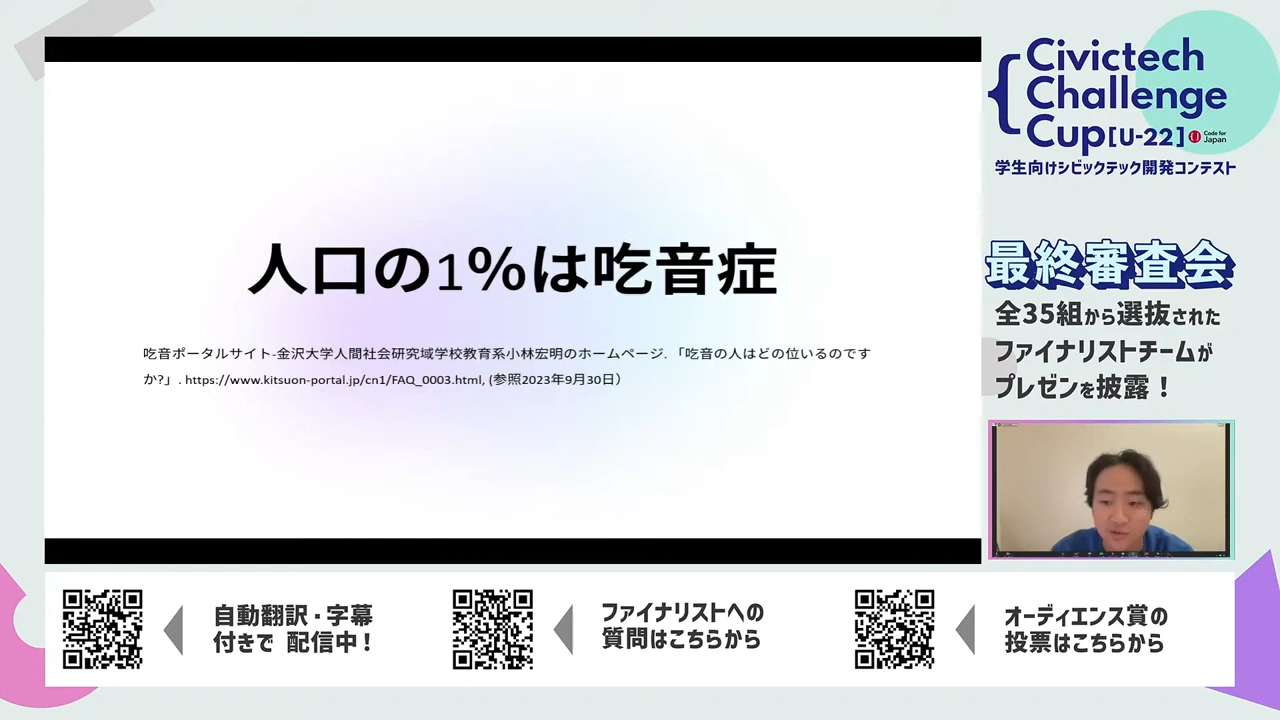 人口の1%は吃音症
吃音ポータルサイト-金沢大学人間社会研究域学校教育系小林宏明のホームページ. 「吃音の人はどの位いるのです
か?」. https://www.kitsuon-portal.jp/cn1/FAQ_0003.html, (参照2023年9月30日）
Civictech
Challenge
Cup[U-22]
Code for
Japan
学生向けシビックテック開発コンテスト
最終審査会
全35組から選抜された
ファイナリストチームが
プレゼンを披露！
自動翻訳・字幕
付きで 配信中！
ファイナリストへの
質問はこちらから
オーディエンス賞の
投票はこちらから